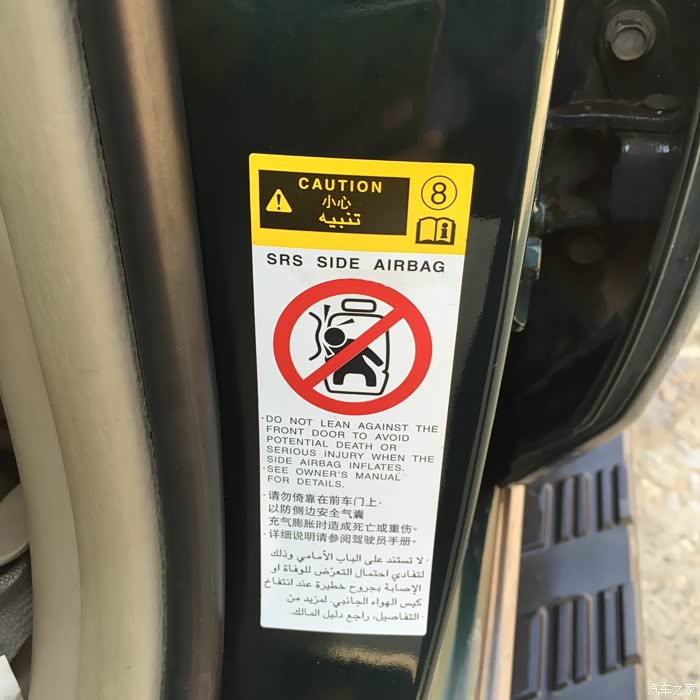 CAUTION
小心
تنبيه
8
SRS SIDE AIRBAG
·DO NOT LEAN AGAINST THE
FRONT DOOR TO AVOID
POTENTIAL DEATH OR
SERIOUS INJURY WHEN THE
SIDE AIRBAG INFLATES.
·SEE OWNER'S MANUAL
FOR DETAILS.
·请勿倚靠在前车门上·
以防侧边安全气囊
充气膨胀时造成死亡或重伤。
·详细说明请参阅驾驶员手册。
· لا تستند على الباب الأمامي وذلك
لتفادي احتمال التعرّض للوفاة او
الإصابة بجروح خطيرة عند انتفاخ
كيس الهواء الجانبي. لمزيد من ·
التفاصيل، راجع دليل المالك.
汽车之家